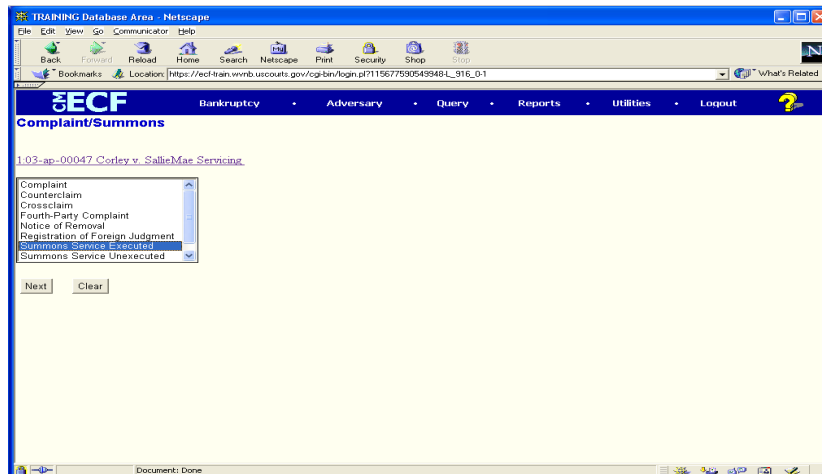 TRAINING Database Area - Netscape
File Edit View Go Communicator Help
Back Forward Reload Home Search Netscape Print Security Shop Stop
Bookmarks Location: https://ecf-train.wvnb.uscourts.gov/cgi-bin/login.pl?115677590549948-L_916_0-1 What's Related
CM ECF Bankruptcy • Adversary • Query • Reports • Utilities • Logout ?
Complaint/Summons
1:03-ap-00047 Corley v. SallieMae Servicing
Complaint
Counterclaim
Crossclaim
Fourth-Party Complaint
Notice of Removal
Registration of Foreign Judgment
Summons Service Executed
Summons Service Unexecuted
Next Clear
Document: Done